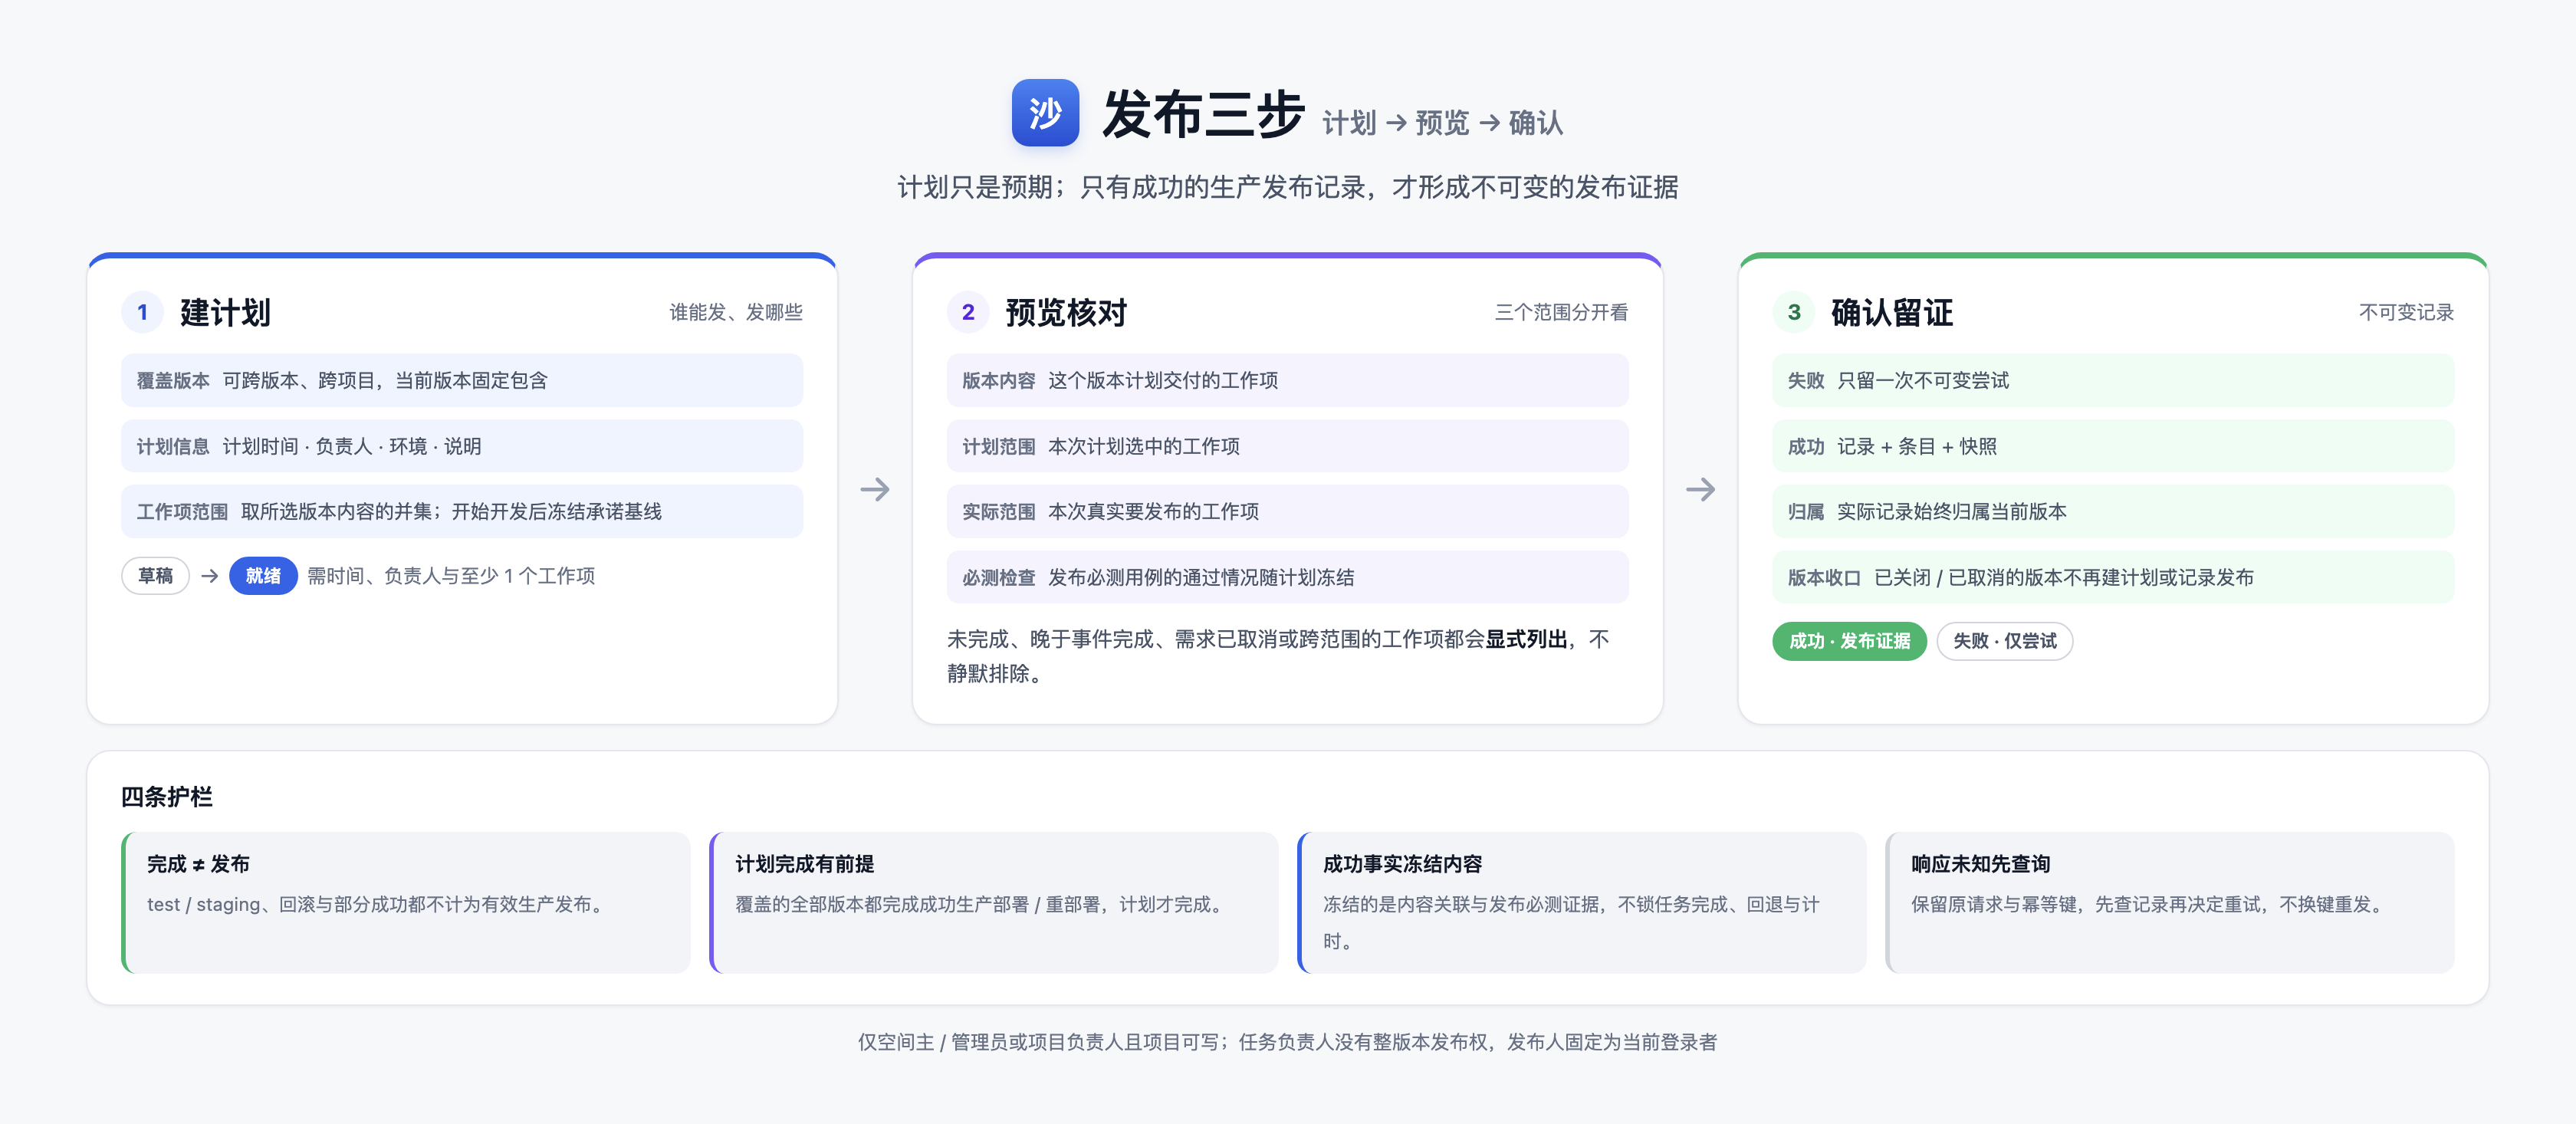 沙 发布三步 计划 → 预览 → 确认
计划只是预期；只有成功的生产发布记录，才形成不可变的发布证据
1 建计划 谁能发、发哪些
覆盖版本 可跨版本、跨项目，当前版本固定包含
计划信息 计划时间 · 负责人 · 环境 · 说明
工作项范围 取所选版本内容的并集；开始开发后冻结承诺基线
草稿 → 就绪 需时间、负责人与至少 1 个工作项
→
2 预览核对 三个范围分开看
版本内容 这个版本计划交付的工作项
计划范围 本次计划选中的工作项
实际范围 本次真实要发布的工作项
必测检查 发布必测用例的通过情况随计划冻结
未完成、晚于事件完成、需求已取消或跨范围的工作项都会显式列出，不
静默排除。
→
3 确认留证 不可变记录
失败 只留一次不可变尝试
成功 记录 + 条目 + 快照
归属 实际记录始终归属当前版本
版本收口 已关闭 / 已取消的版本不再建计划或记录发布
成功 · 发布证据 失败 · 仅尝试
四条护栏
完成 ≠ 发布
test / staging、回滚与部分成功都不计为有效生产发布。
计划完成有前提
覆盖的全部版本都完成成功生产部署 / 重部署，计划才完成。
成功事实冻结内容
冻结的是内容关联与发布必测证据，不锁任务完成、回退与计
时。
响应未知先查询
保留原请求与幂等键，先查记录再决定重试，不换键重发。
仅空间主 / 管理员或项目负责人且项目可写；任务负责人没有整版本发布权，发布人固定为当前登录者